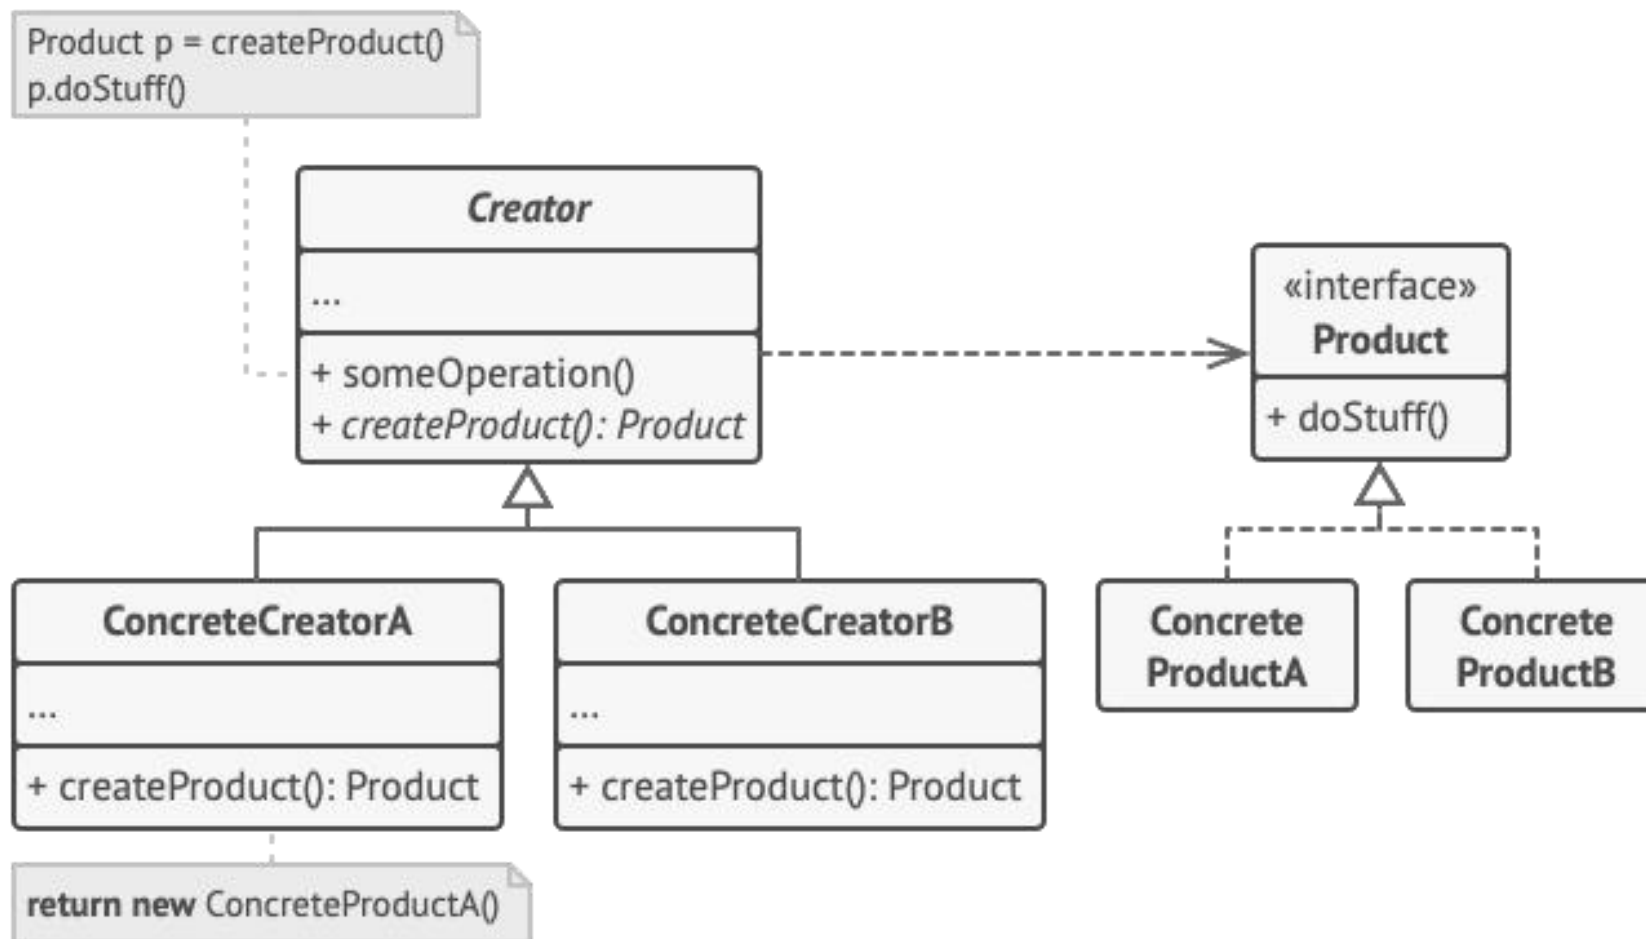 Product p = createProduct()
p.doStuff()
Creator
...
+ someOperation()
+ createProduct(): Product
«interface»
Product
+ doStuff()
ConcreteCreatorA
...
+ createProduct(): Product
ConcreteCreatorB
...
+ createProduct(): Product
Concrete
ProductA
Concrete
ProductB
return new ConcreteProductA()